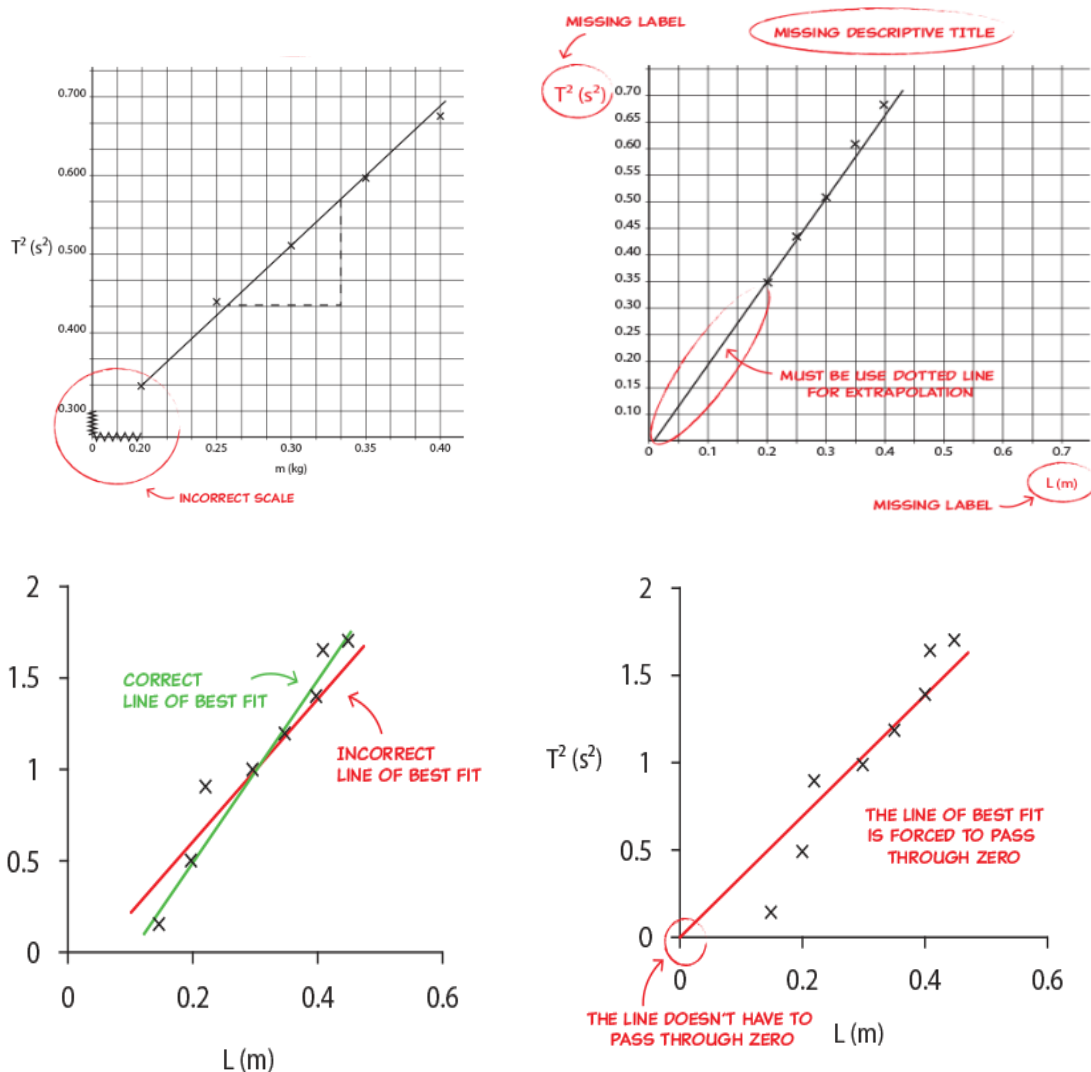 MISSING LABEL
MISSING DESCRIPTIVE TITLE
T² (s²)
0.700
0.600
0.500
0.400
0.300
T² (s²)
0 0.20 0.25 0.30 0.35 0.40
m (kg)
INCORRECT SCALE
0.70
0.65
0.60
0.55
0.50
0.45
0.40
0.35
0.30
0.25
0.20
0.15
0.10
MUST BE USE DOTTED LINE
FOR EXTRAPOLATION
0 0.1 0.2 0.3 0.4 0.5 0.6 0.7
L (m)
MISSING LABEL
2
1.5
1
0.5
0
CORRECT
LINE OF BEST FIT
INCORRECT
LINE OF BEST FIT
0 0.2 0.4 0.6
L (m)
2
1.5
T² (s²)
1
0.5
0
THE LINE OF BEST FIT
IS FORCED TO PASS
THROUGH ZERO
0 0.2 0.4 0.6
THE LINE DOESN'T HAVE TO
PASS THROUGH ZERO
L (m)